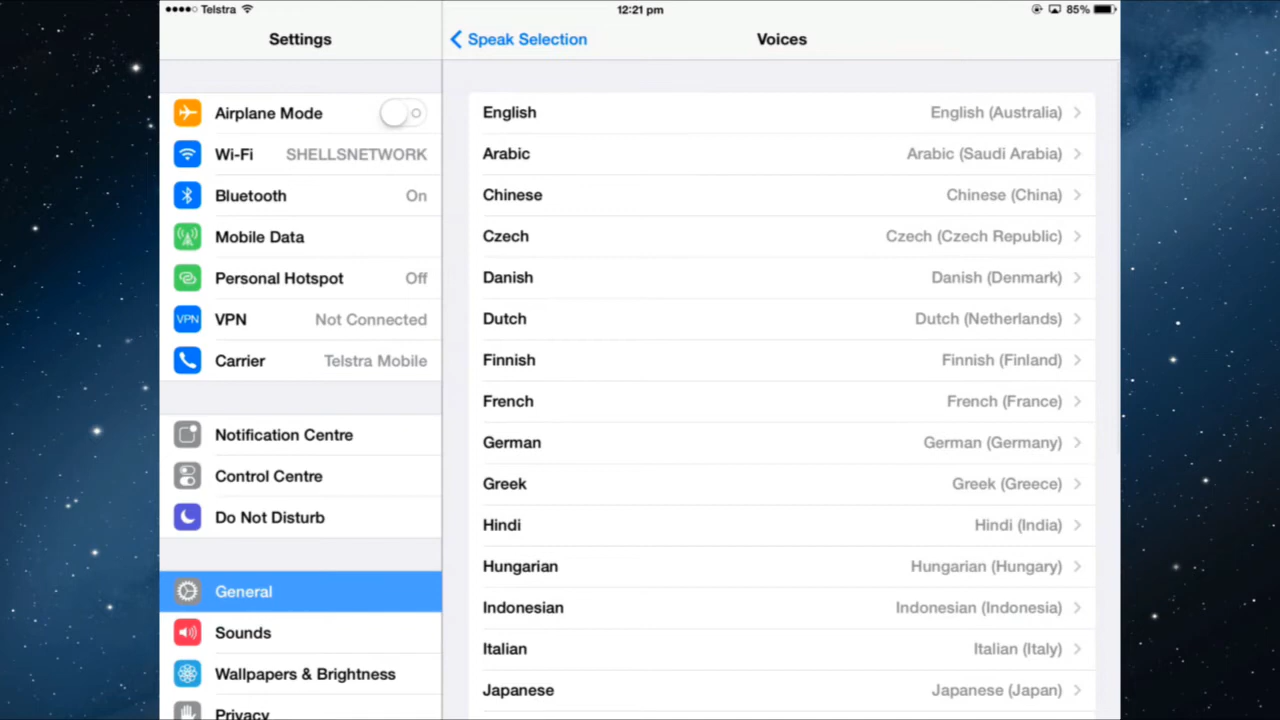 Telstra 12:21 pm 85%
Settings
Airplane Mode
Wi-Fi SHELLSNETWORK
Bluetooth On
Mobile Data
Personal Hotspot Off
VPN VPN Not Connected
Carrier Telstra Mobile
Notification Centre
Control Centre
Do Not Disturb
General
Sounds
Wallpapers & Brightness
Privacy
Speak Selection Voices
English English (Australia)
Arabic Arabic (Saudi Arabia)
Chinese Chinese (China)
Czech Czech (Czech Republic)
Danish Danish (Denmark)
Dutch Dutch (Netherlands)
Finnish Finnish (Finland)
French French (France)
German German (Germany)
Greek Greek (Greece)
Hindi Hindi (India)
Hungarian Hungarian (Hungary)
Indonesian Indonesian (Indonesia)
Italian Italian (Italy)
Japanese Japanese (Japan)